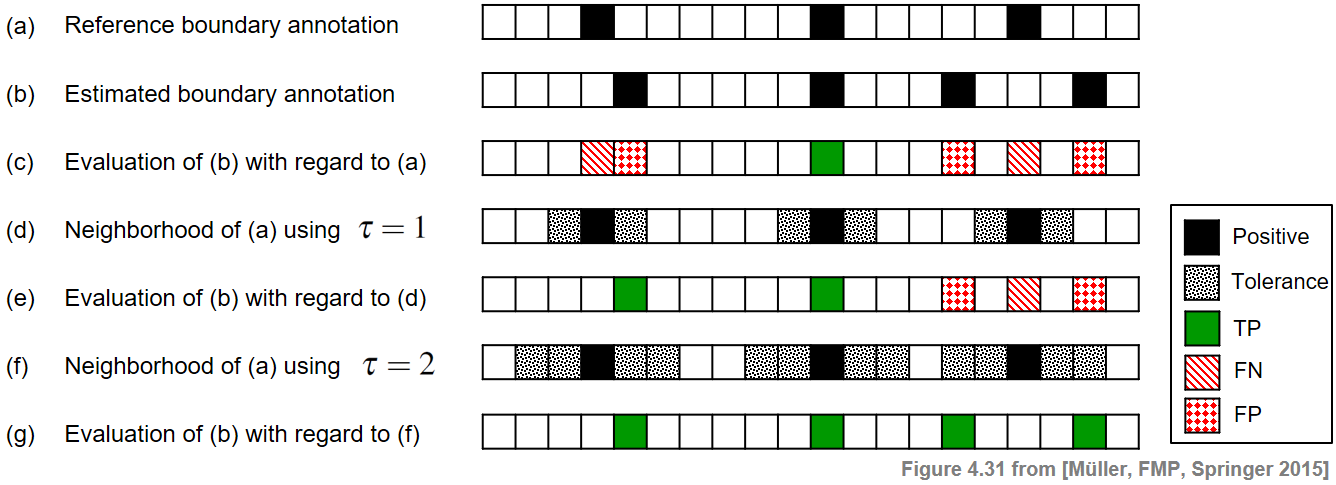 (a) Reference boundary annotation
(b) Estimated boundary annotation
(c) Evaluation of (b) with regard to (a)
(d) Neighborhood of (a) using τ = 1
(e) Evaluation of (b) with regard to (d)
(f) Neighborhood of (a) using τ = 2
(g) Evaluation of (b) with regard to (f)
Positive
Tolerance
TP
FN
FP
Figure 4.31 from [Müller, FMP, Springer 2015]